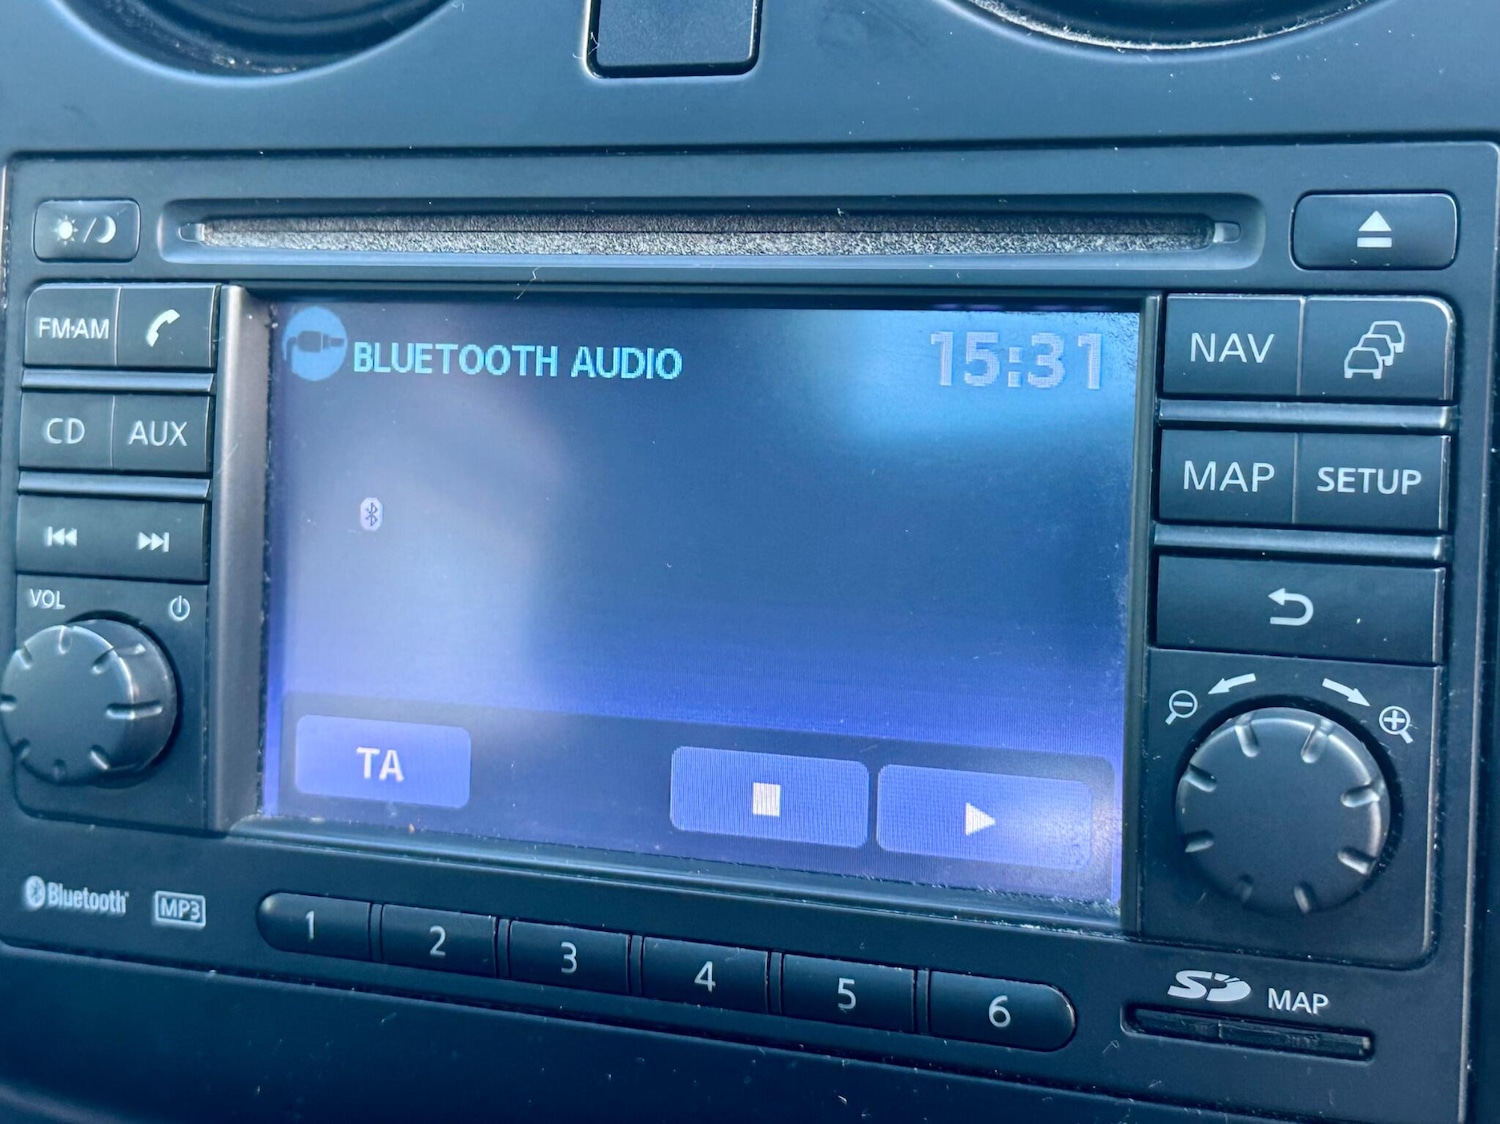 FM·AM
CD AUX
VOL
BLUETOOTH AUDIO 15:31
TA
NAV
MAP SETUP
Bluetooth® MP3
1 2 3 4 5 6
SD MAP